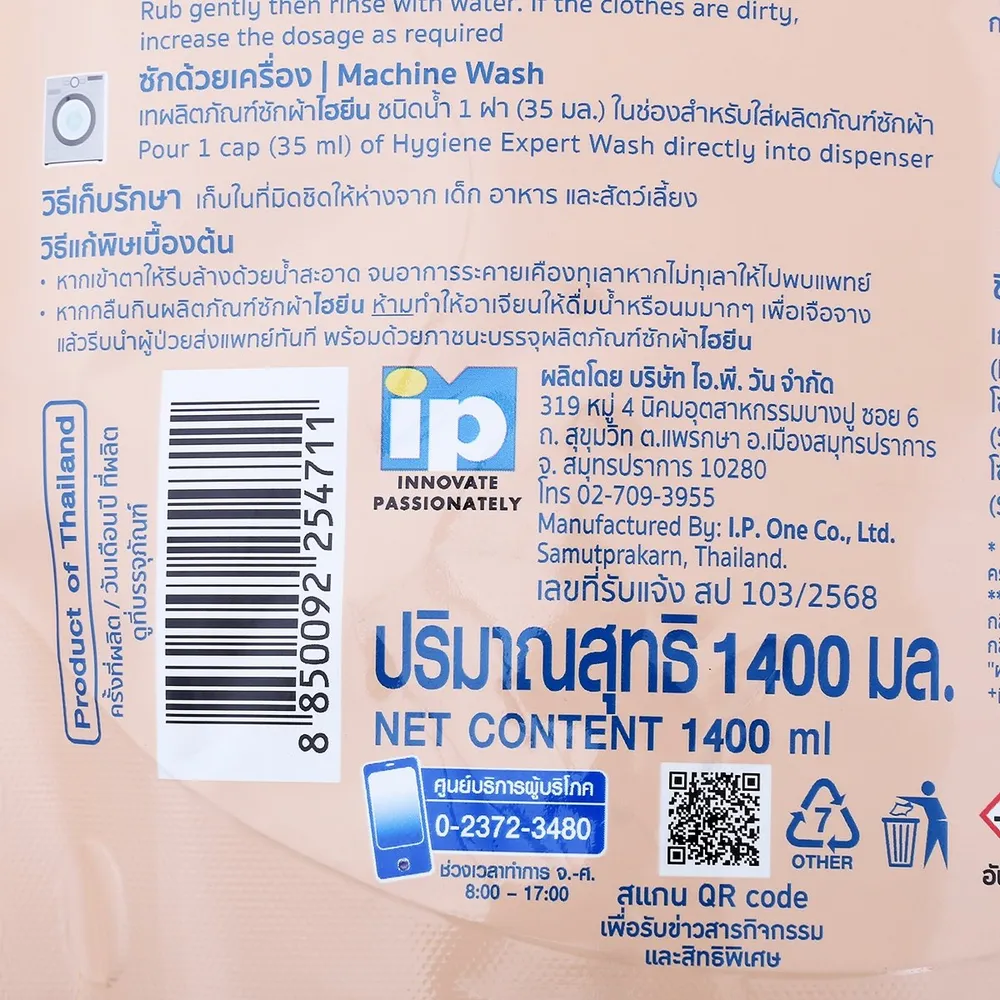 Rub gently then rinse with water. If the clothes are dirty,
increase the dosage as required
ซักด้วยเครื่อง | Machine Wash
เทผลิตภัณฑ์ซักผ้าไฮยีน ชนิดน้ำ 1 ฝา (35 มล.) ในช่องสำหรับใส่ผลิตภัณฑ์ซักผ้า
Pour 1 cap (35 ml) of Hygiene Expert Wash directly into dispenser
วิธีเก็บรักษา เก็บในที่มิดชิดให้ห่างจาก เด็ก อาหาร และสัตว์เลี้ยง
วิธีแก้พิษเบื้องต้น
• หากเข้าตาให้รีบล้างด้วยน้ำสะอาด จนอาการระคายเคืองทุเลาหากไม่ทุเลาให้ไปพบแพทย์
• หากกลืนกินผลิตภัณฑ์ซักผ้าไฮยีน ห้ามทำให้อาเจียนให้ดื่มน้ำหรือนมมากๆ เพื่อเจือจาง
แล้วรีบนำผู้ป่วยส่งแพทย์ทันที พร้อมด้วยภาชนะบรรจุผลิตภัณฑ์ซักผ้าไฮยีน
Product of Thailand
ครั้งที่ผลิต / วันเดือนปี ที่ผลิต
ดูที่บรรจุภัณฑ์
8 850092 254711
ip
INNOVATE
PASSIONATELY
ผลิตโดย บริษัท ไอ.พี. วัน จำกัด
319 หมู่ 4 นิคมอุตสาหกรรมบางปู ซอย 6
ถ. สุขุมวิท ต.แพรกษา อ.เมืองสมุทรปราการ
จ. สมุทรปราการ 10280
โทร 02-709-3955
Manufactured By: I.P. One Co., Ltd.
Samutprakarn, Thailand.
เลขที่รับแจ้ง สป 103/2568
ปริมาณสุทธิ 1400 มล.
NET CONTENT 1400 ml
ศูนย์บริการผู้บริโภค
0-2372-3480
ช่วงเวลาทำการ จ.-ศ.
8:00 - 17:00
สแกน QR code
เพื่อรับข่าวสารกิจกรรม
และสิทธิพิเศษ
7
OTHER